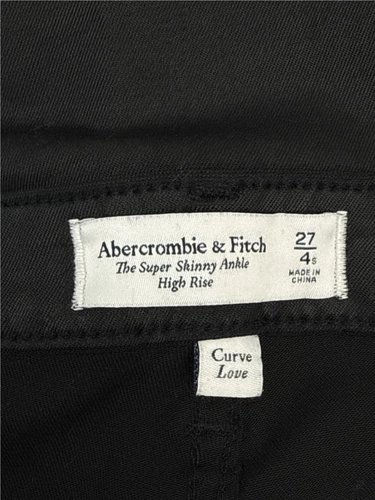 Abercrombie & Fitch
The Super Skinny Ankle
High Rise
27
4s
MADE IN
CHINA
Curve
Love